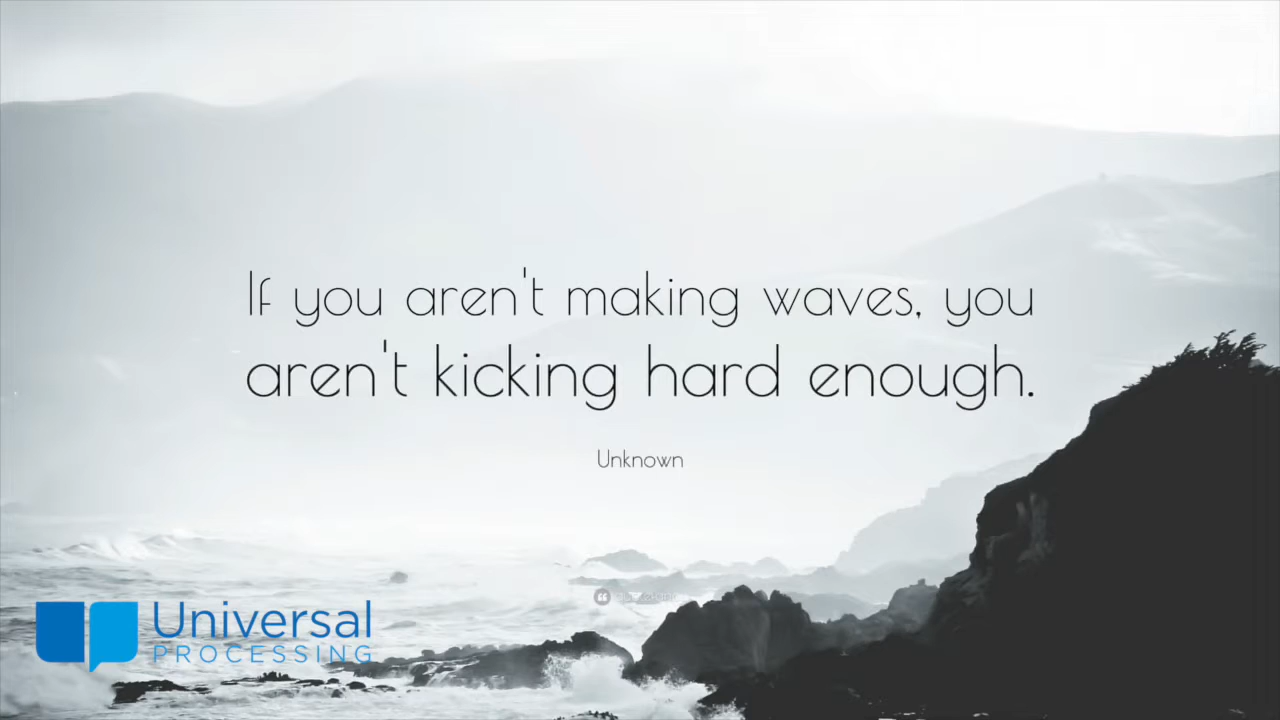 If you aren't making waves, you
aren't kicking hard enough.
Unknown
Universal
PROCESSING